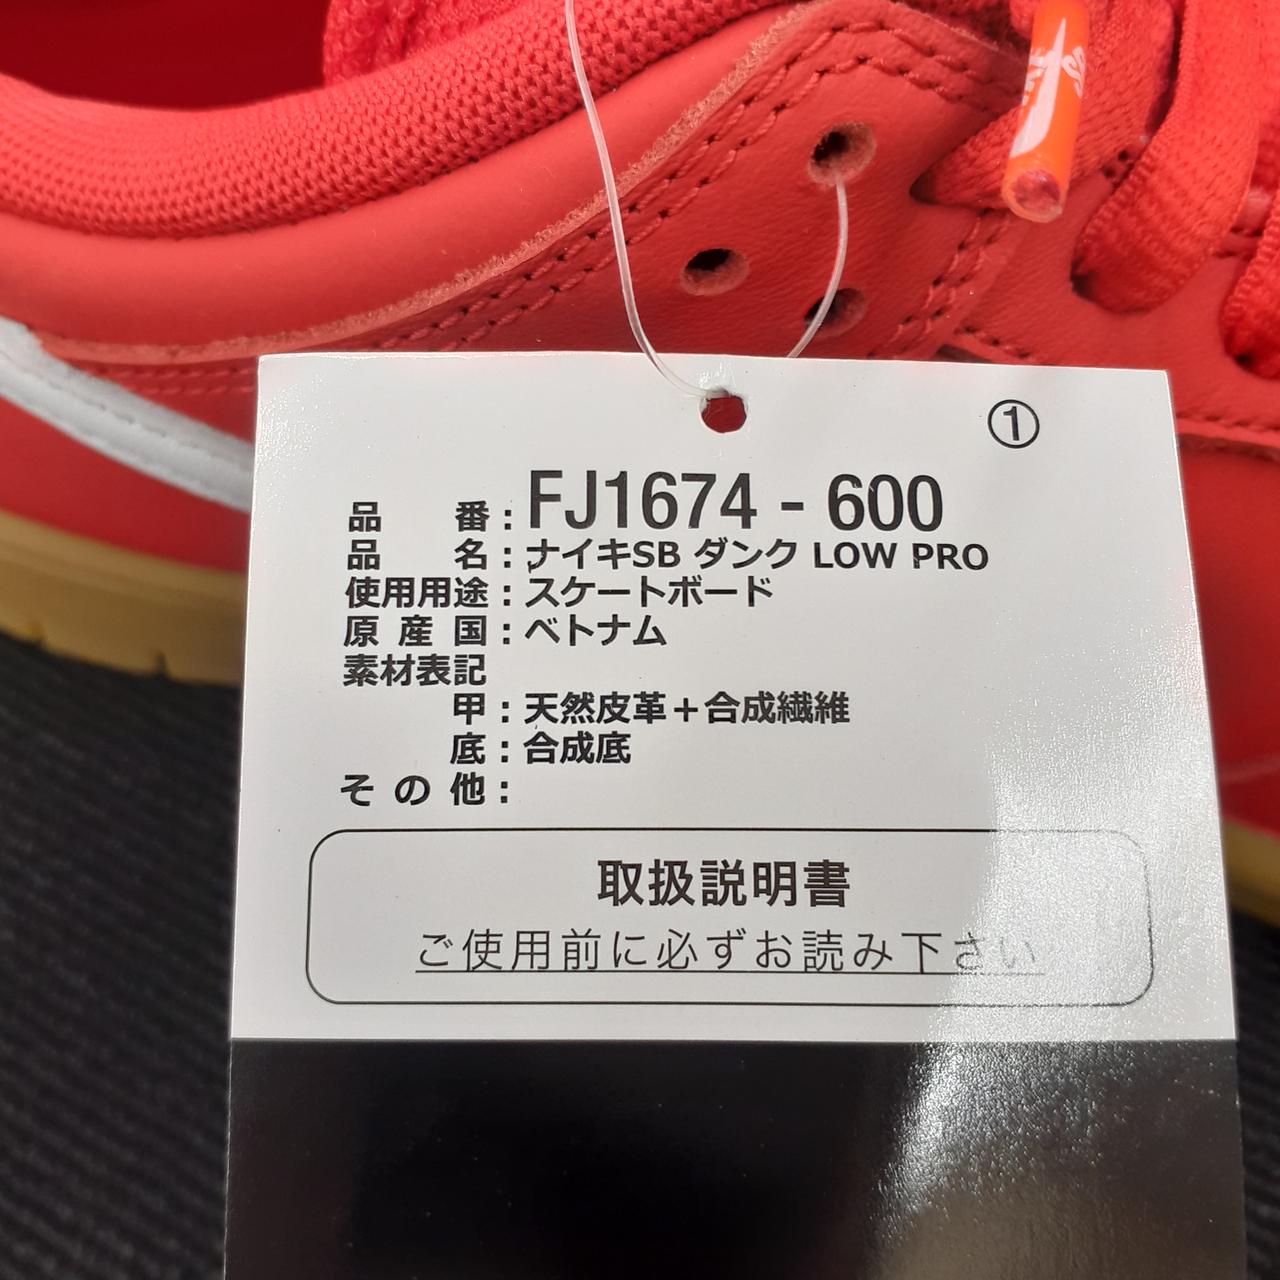 ①
品番:FJ1674-600
品名:ナイキSB ダンク LOW PRO
使用用途:スケートボード
原産国:ベトナム
素材表記
甲:天然皮革+合成繊維
底:合成底
その他:
取扱説明書
ご使用前に必ずお読み下さい